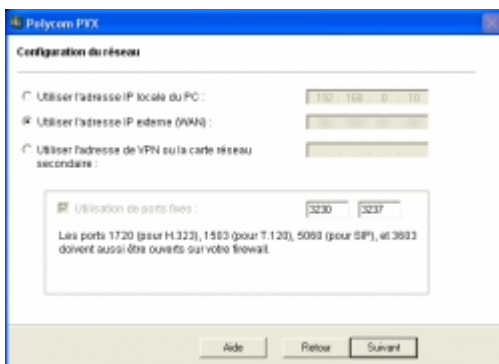 Polycom PVX
Configuration du réseau
Utiliser l'adresse IP locale du PC :
192 . 168 . 0 . 10
Utiliser l'adresse IP externe (WAN) :
Utiliser l'adresse de VPN ou la carte réseau
secondaire :
Utilisation de ports fixes :
3230 3237
Les ports 1720 (pour H.323), 1503 (pour T.120), 5060 (pour SIP), et 3603
doivent aussi être ouverts sur votre firewall.
Aide Retour Suivant